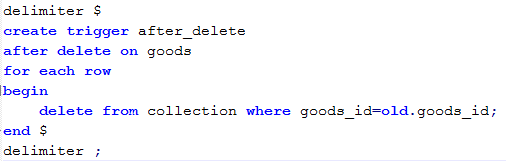 delimiter $
create trigger after_delete
after delete on goods
for each row
begin
    delete from collection where goods_id=old.goods_id;
end $
delimiter ;